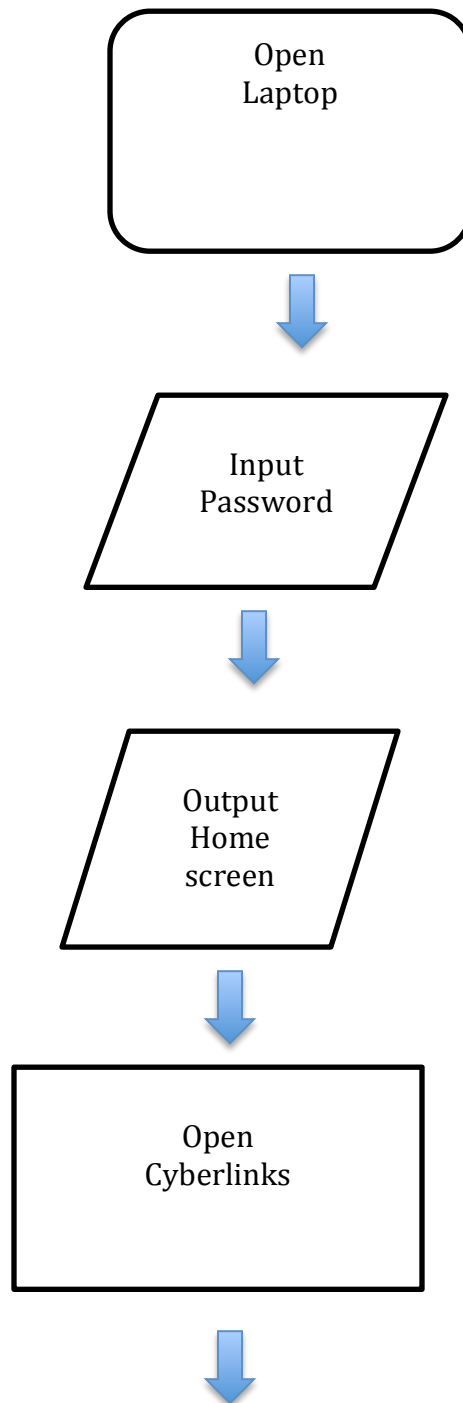 Open
Laptop
Input
Password
Output
Home
screen
Open
Cyberlinks